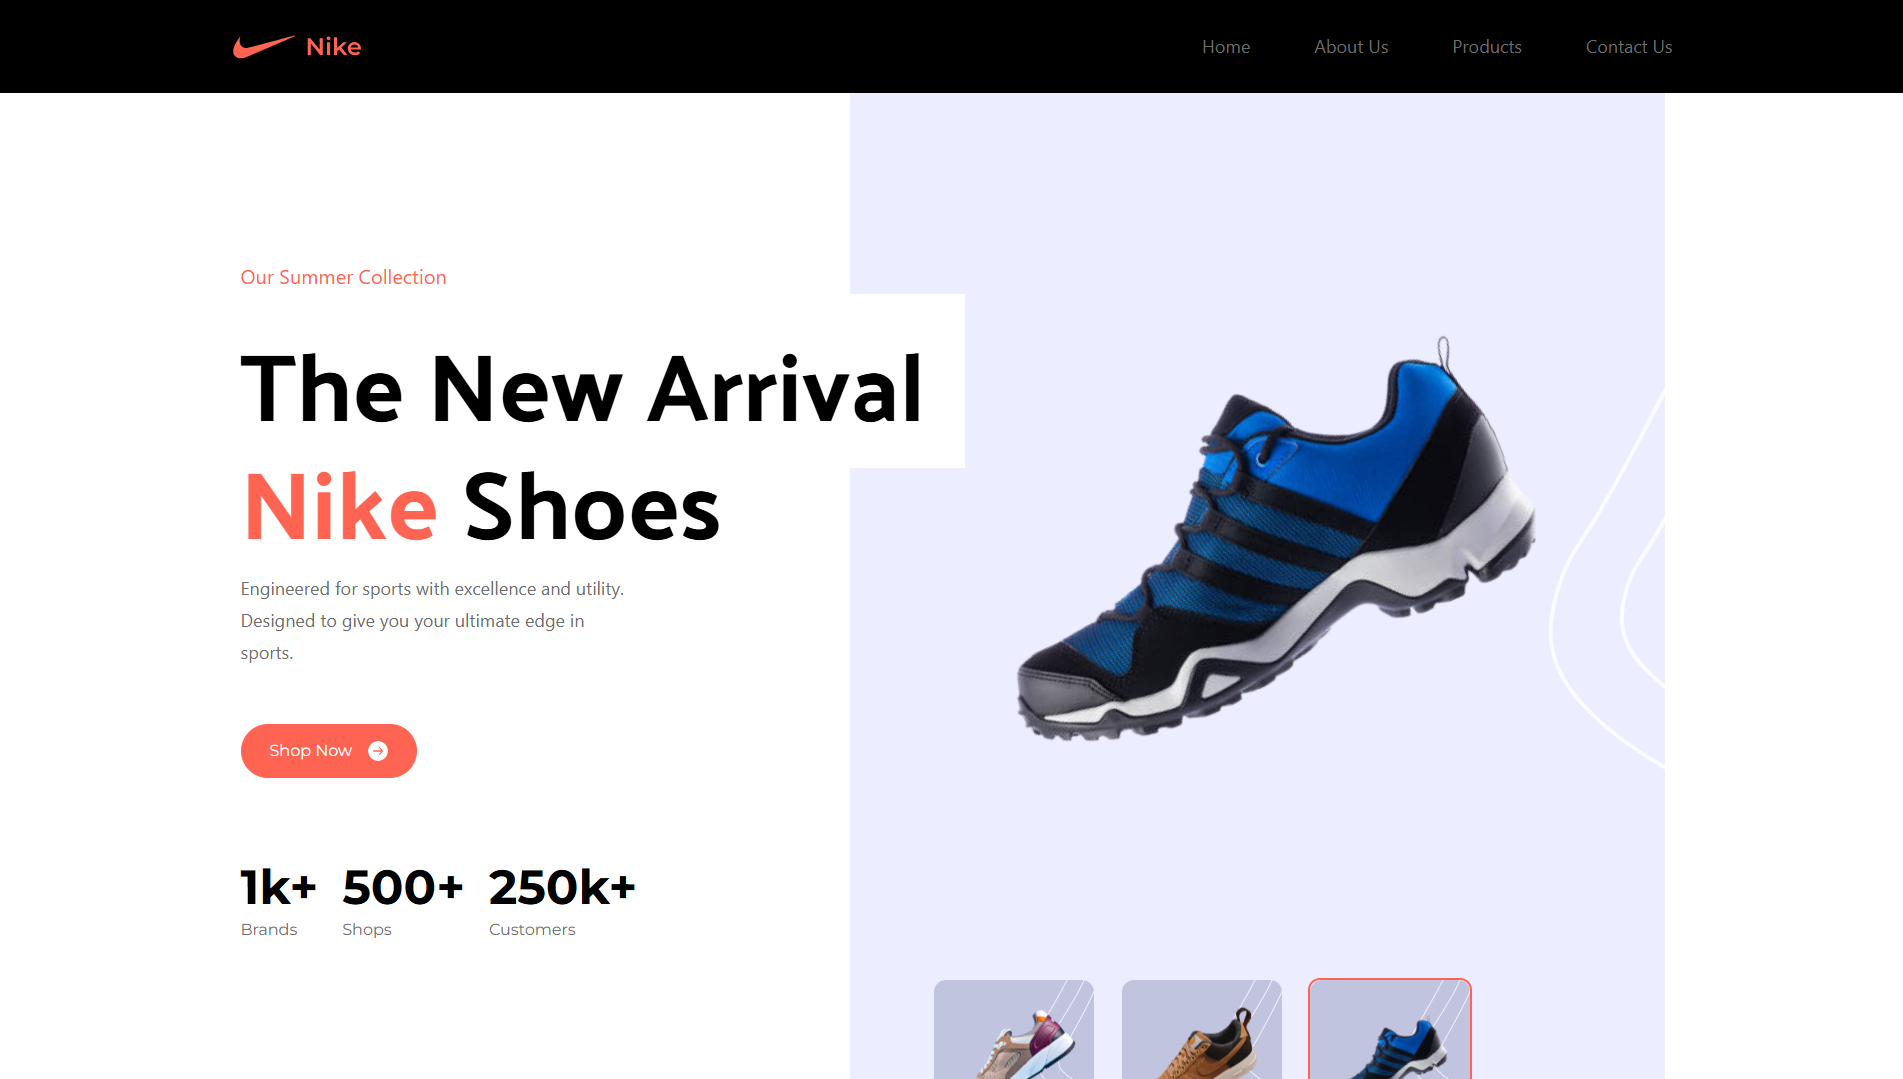 Nike
Home About Us Products Contact Us
Our Summer Collection
The New Arrival
Nike Shoes
Engineered for sports with excellence and utility.
Designed to give you your ultimate edge in
sports.
Shop Now
1k+ 500+ 250k+
Brands Shops Customers